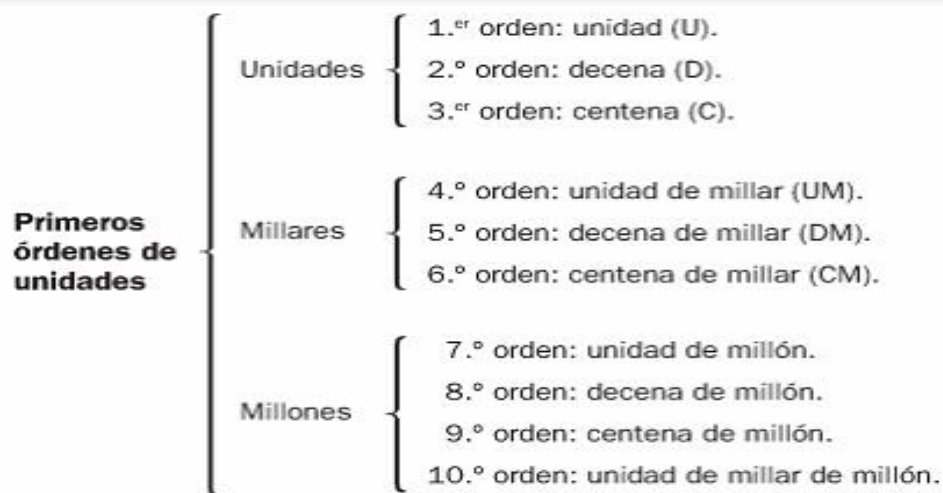 Primeros
órdenes de
unidades
Unidades
1.er orden: unidad (U).
2.º orden: decena (D).
3.er orden: centena (C).
Millares
4.º orden: unidad de millar (UM).
5.º orden: decena de millar (DM).
6.º orden: centena de millar (CM).
Millones
7.º orden: unidad de millón.
8.º orden: decena de millón.
9.º orden: centena de millón.
10.º orden: unidad de millar de millón.